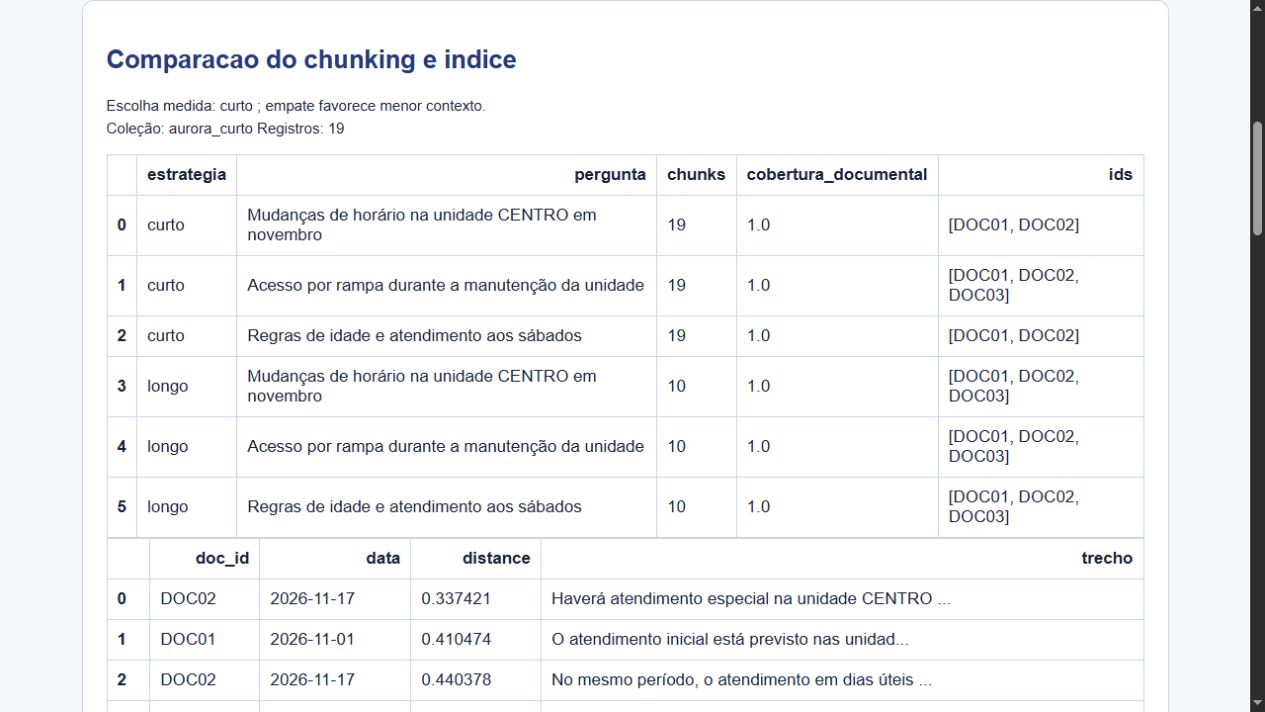 Comparacao do chunking e indice
Escolha medida: curto ; empate favorece menor contexto.
Coleção: aurora_curto Registros: 19
estrategia pergunta chunks cobertura_documental ids
0 curto Mudanças de horário na unidade CENTRO em novembro 19 1.0 [DOC01, DOC02]
1 curto Acesso por rampa durante a manutenção da unidade 19 1.0 [DOC01, DOC02, DOC03]
2 curto Regras de idade e atendimento aos sábados 19 1.0 [DOC01, DOC02]
3 longo Mudanças de horário na unidade CENTRO em novembro 10 1.0 [DOC01, DOC02, DOC03]
4 longo Acesso por rampa durante a manutenção da unidade 10 1.0 [DOC01, DOC02, DOC03]
5 longo Regras de idade e atendimento aos sábados 10 1.0 [DOC01, DOC02, DOC03]
doc_id data distance trecho
0 DOC02 2026-11-17 0.337421 Haverá atendimento especial na unidade CENTRO ...
1 DOC01 2026-11-01 0.410474 O atendimento inicial está previsto nas unidad...
2 DOC02 2026-11-17 0.440378 No mesmo período, o atendimento em dias úteis ...